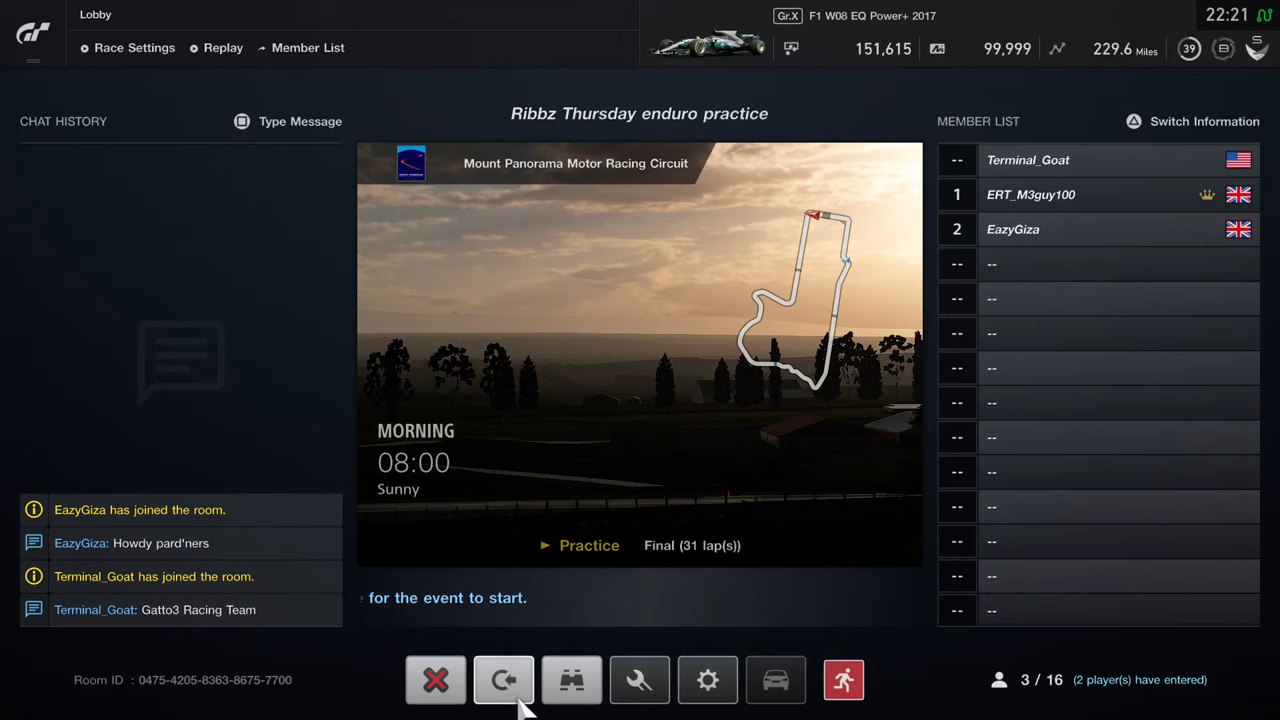 Lobby
Race Settings
Replay
Member List
Gr.X
F1 W08 EQ Power+ 2017
151,615
99,999
229.6 Miles
39
B
S
22:21
CHAT HISTORY
Type Message
Ribbz Thursday enduro practice
MEMBER LIST
Switch Information
Mount Panorama Motor Racing Circuit
MORNING
08:00
Sunny
Practice
Final (31 lap(s))
for the event to start.
-- Terminal_Goat
1 ERT_M3guy100
2 EazyGiza
-- --
-- --
-- --
-- --
-- --
-- --
-- --
-- --
-- --
-- --
-- --
EazyGiza has joined the room.
EazyGiza: Howdy pard'ners
Terminal_Goat has joined the room.
Terminal_Goat: Gatto3 Racing Team
Room ID : 0475-4205-8363-8675-7700
3 / 16
(2 player(s) have entered)